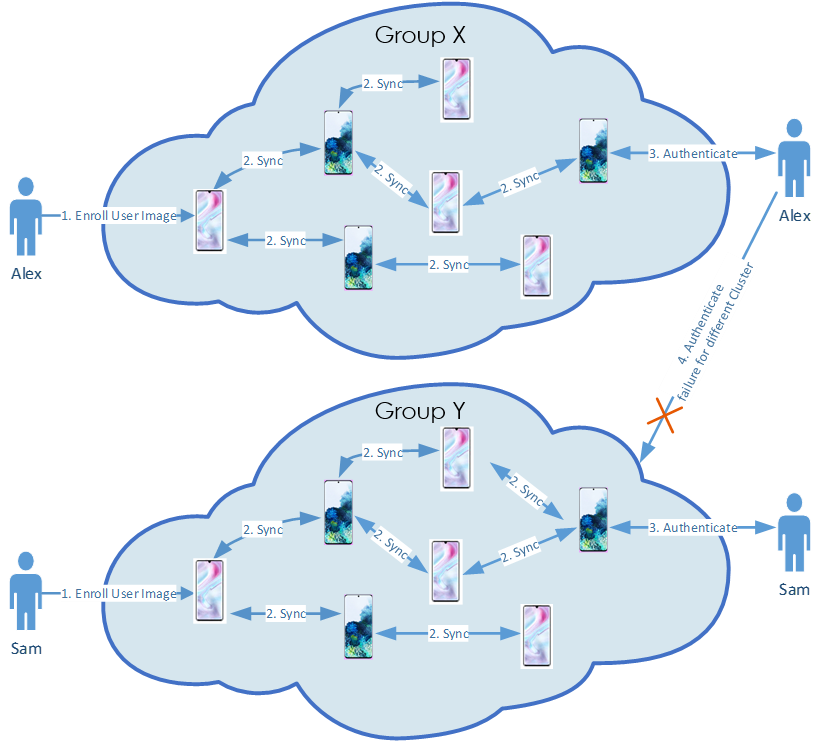 Group X
2. Sync
2. Sync
3. Authenticate
2. Sync
2. Sync
1. Enroll User Image
Alex
Alex
2. Sync
2. Sync
4. Authenticate
failure for different Cluster
Group Y
2. Sync
2. Sync
2. Sync
3. Authenticate
2. Sync
2. Sync
1. Enroll User Image
Sam
2. Sync
2. Sync
Sam